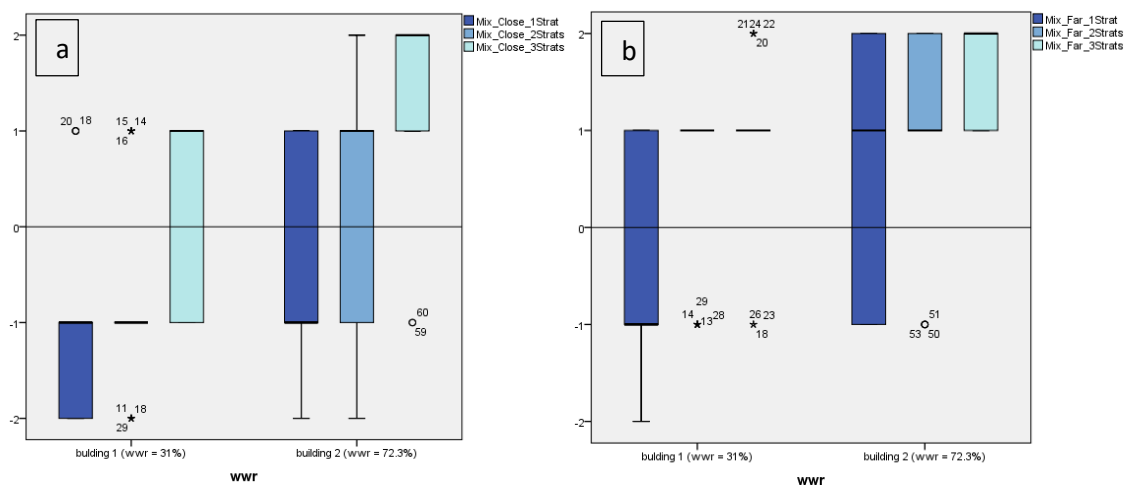 a
Mix_Close_1Strat
Mix_Close_2Strats
Mix_Close_3Strats
2
1
0
-1
-2
20 18
15 14
16
11 18
29
60
59
bulding 1 (wwr = 31%)
building 2 (wwr = 72.3%)
wwr
b
Mix_Far_1Strat
Mix_Far_2Strats
Mix_Far_3Strats
2
1
0
-1
-2
2124 22
20
29
14 13 28
26 23
18
51
53 50
bulding 1 (wwr = 31%)
building 2 (wwr = 72.3%)
wwr